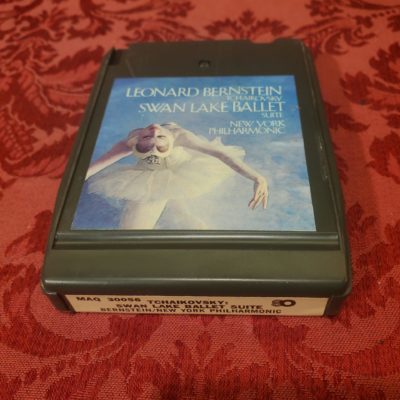 LEONARD BERNSTEIN
TCHAIKOVSKY
SWAN LAKE BALLET
SUITE
NEW YORK
PHILHARMONIC
MAQ 30056 TCHAIKOVSKY:
SWAN LAKE BALLET SUITE
BERNSTEIN/NEW YORK PHILHARMONIC